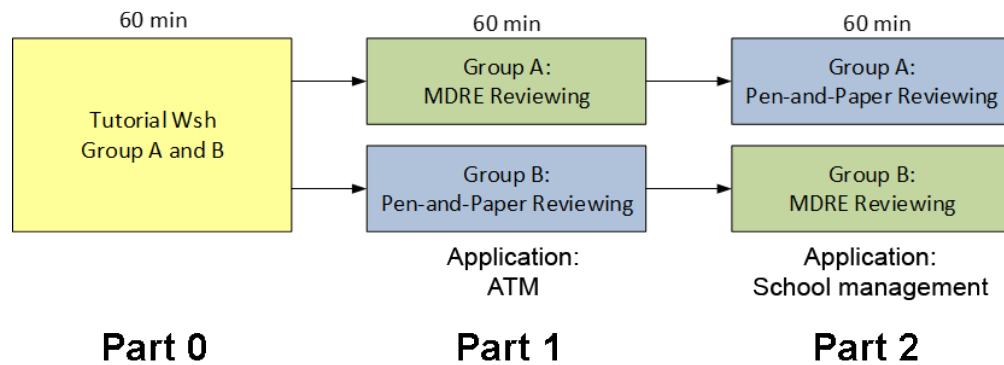 60 min
60 min
60 min
Tutorial Wsh
Group A and B
Group A:
MDRE Reviewing
Group A:
Pen-and-Paper Reviewing
Group B:
Pen-and-Paper Reviewing
Group B:
MDRE Reviewing
Application:
ATM
Application:
School management
Part 0
Part 1
Part 2